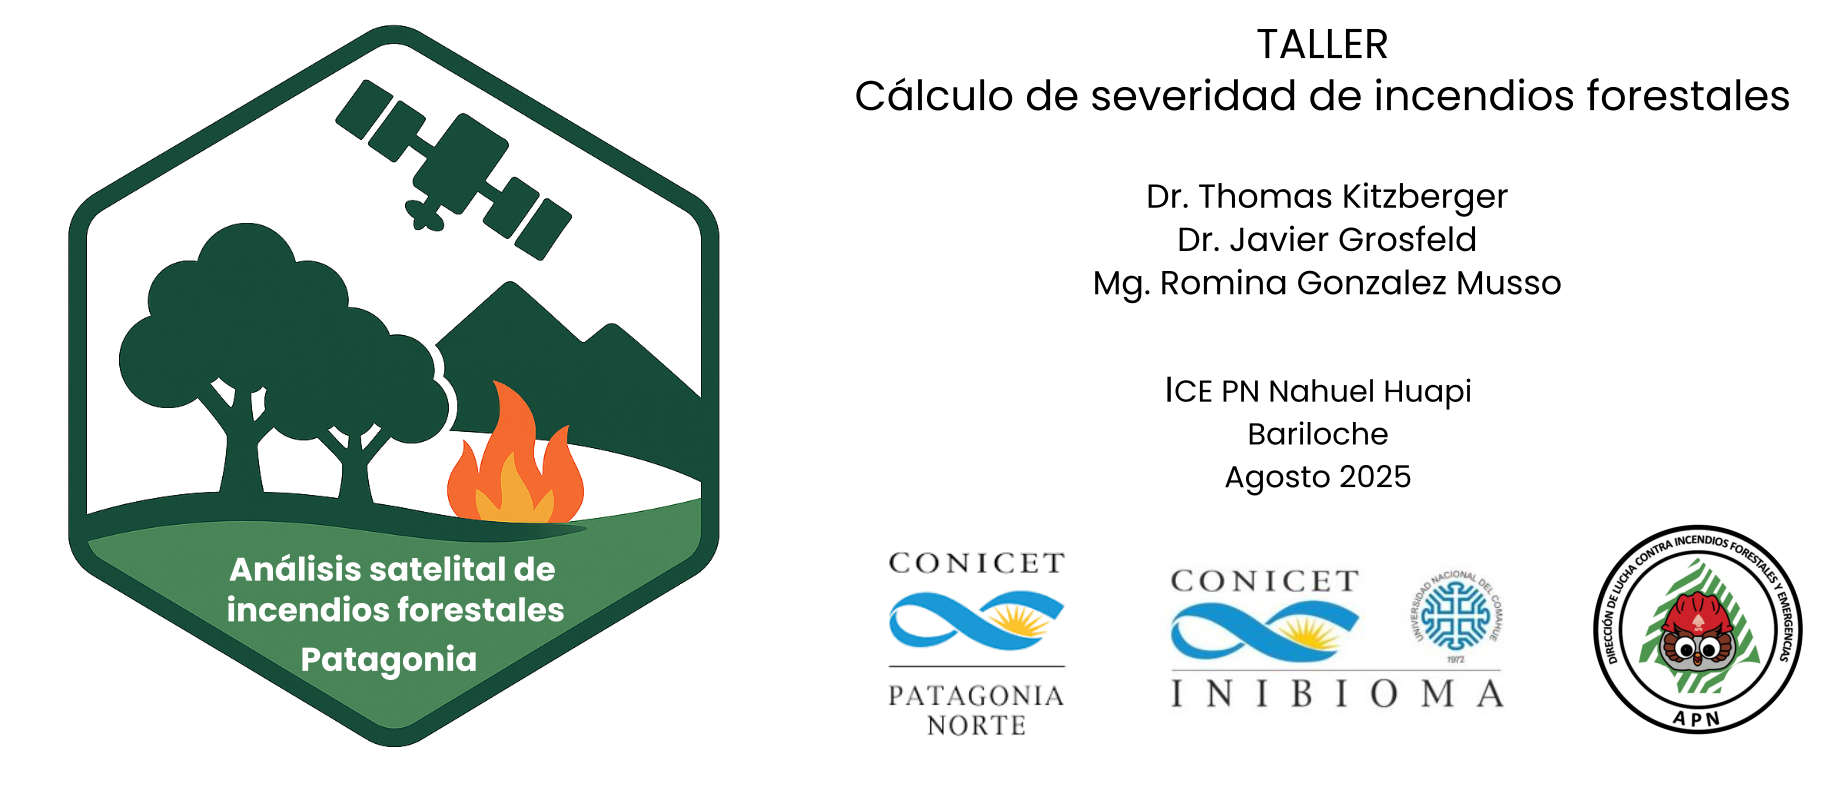 TALLER
Cálculo de severidad de incendios forestales
Dr. Thomas Kitzberger
Dr. Javier Grosfeld
Mg. Romina Gonzalez Musso
ICE PN Nahuel Huapi
Bariloche
Agosto 2025
Análisis satelital de
incendios forestales
Patagonia
CONICET
PATAGONIA
NORTE
CONICET
UNIVERSIDAD NACIONAL DEL COMAHUE
1972
INIBIOMA
DIRECCIÓN DE LUCHA CONTRA INCENDIOS FORESTALES Y EMERGENCIAS
APN